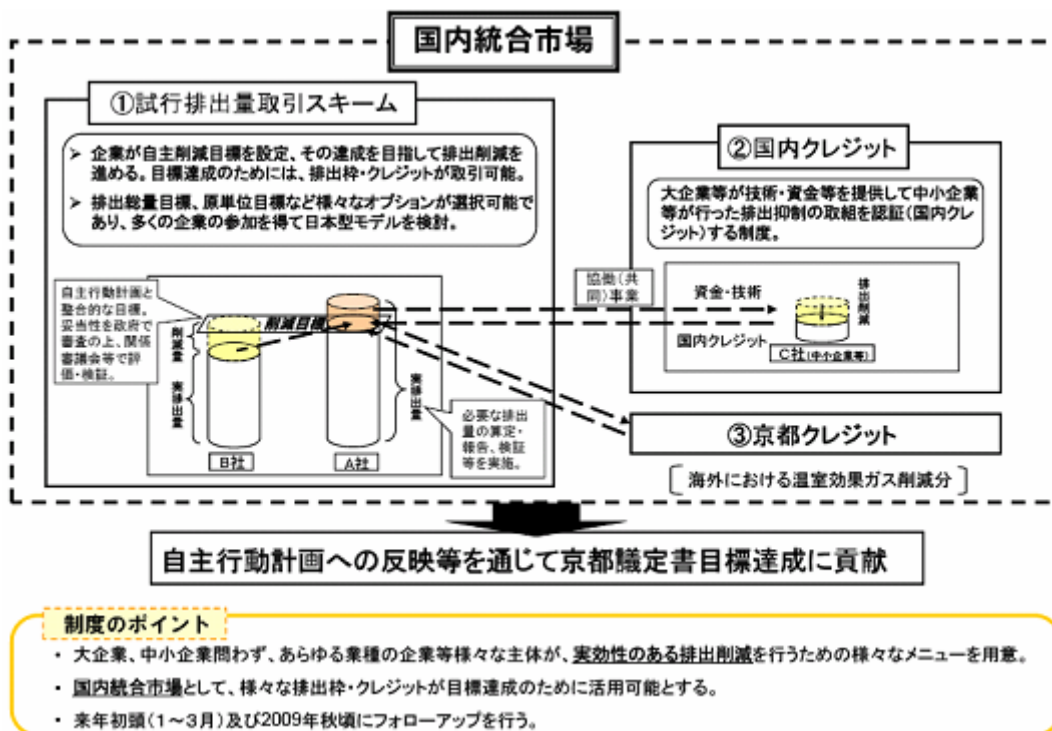 国内統合市場
①試行排出量取引スキーム
➢ 企業が自主削減目標を設定、その達成を目指して排出削減を
進める。目標達成のためには、排出枠・クレジットが取引可能。
➢ 排出総量目標、原単位目標など様々なオプションが選択可能で
あり、多くの企業の参加を得て日本型モデルを検討。
自主行動計画と
整合的な目標。
妥当性を政府で
審査の上、関係
審議会等で評
価・検証。
削減目標
削減量
実排出量
B社
A社
実排出量
必要な排出
量の算定・
報告、検証
等を実施。
②国内クレジット
大企業等が技術・資金等を提供して中小企業
等が行った排出抑制の取組を認証(国内クレ
ジット)する制度。
協働(共
同)事業
資金・技術
国内クレジット
排出削減
C社(中小企業等)
③京都クレジット
[海外における温室効果ガス削減分]
自主行動計画への反映等を通じて京都議定書目標達成に貢献
制度のポイント
・ 大企業、中小企業問わず、あらゆる業種の企業等様々な主体が、実効性のある排出削減を行うための様々なメニューを用意。
・ 国内統合市場として、様々な排出枠・クレジットが目標達成のために活用可能とする。
・ 来年初頭(1~3月)及び2009年秋頃にフォローアップを行う。